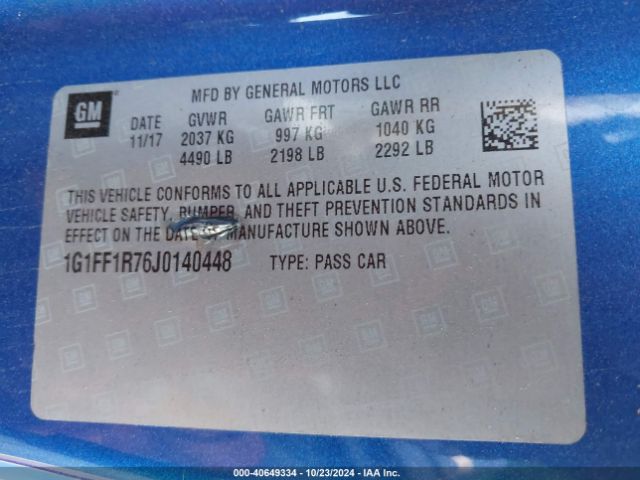 GM
MFD BY GENERAL MOTORS LLC
DATE GVWR GAWR FRT GAWR RR
11/17 2037 KG 997 KG 1040 KG
4490 LB 2198 LB 2292 LB
THIS VEHICLE CONFORMS TO ALL APPLICABLE U.S. FEDERAL MOTOR
VEHICLE SAFETY, BUMPER, AND THEFT PREVENTION STANDARDS IN
EFFECT ON THE DATE OF MANUFACTURE SHOWN ABOVE.
1G1FF1R76J0140448 TYPE: PASS CAR
000-40649334 | 10/23/2024 | IAA Inc.